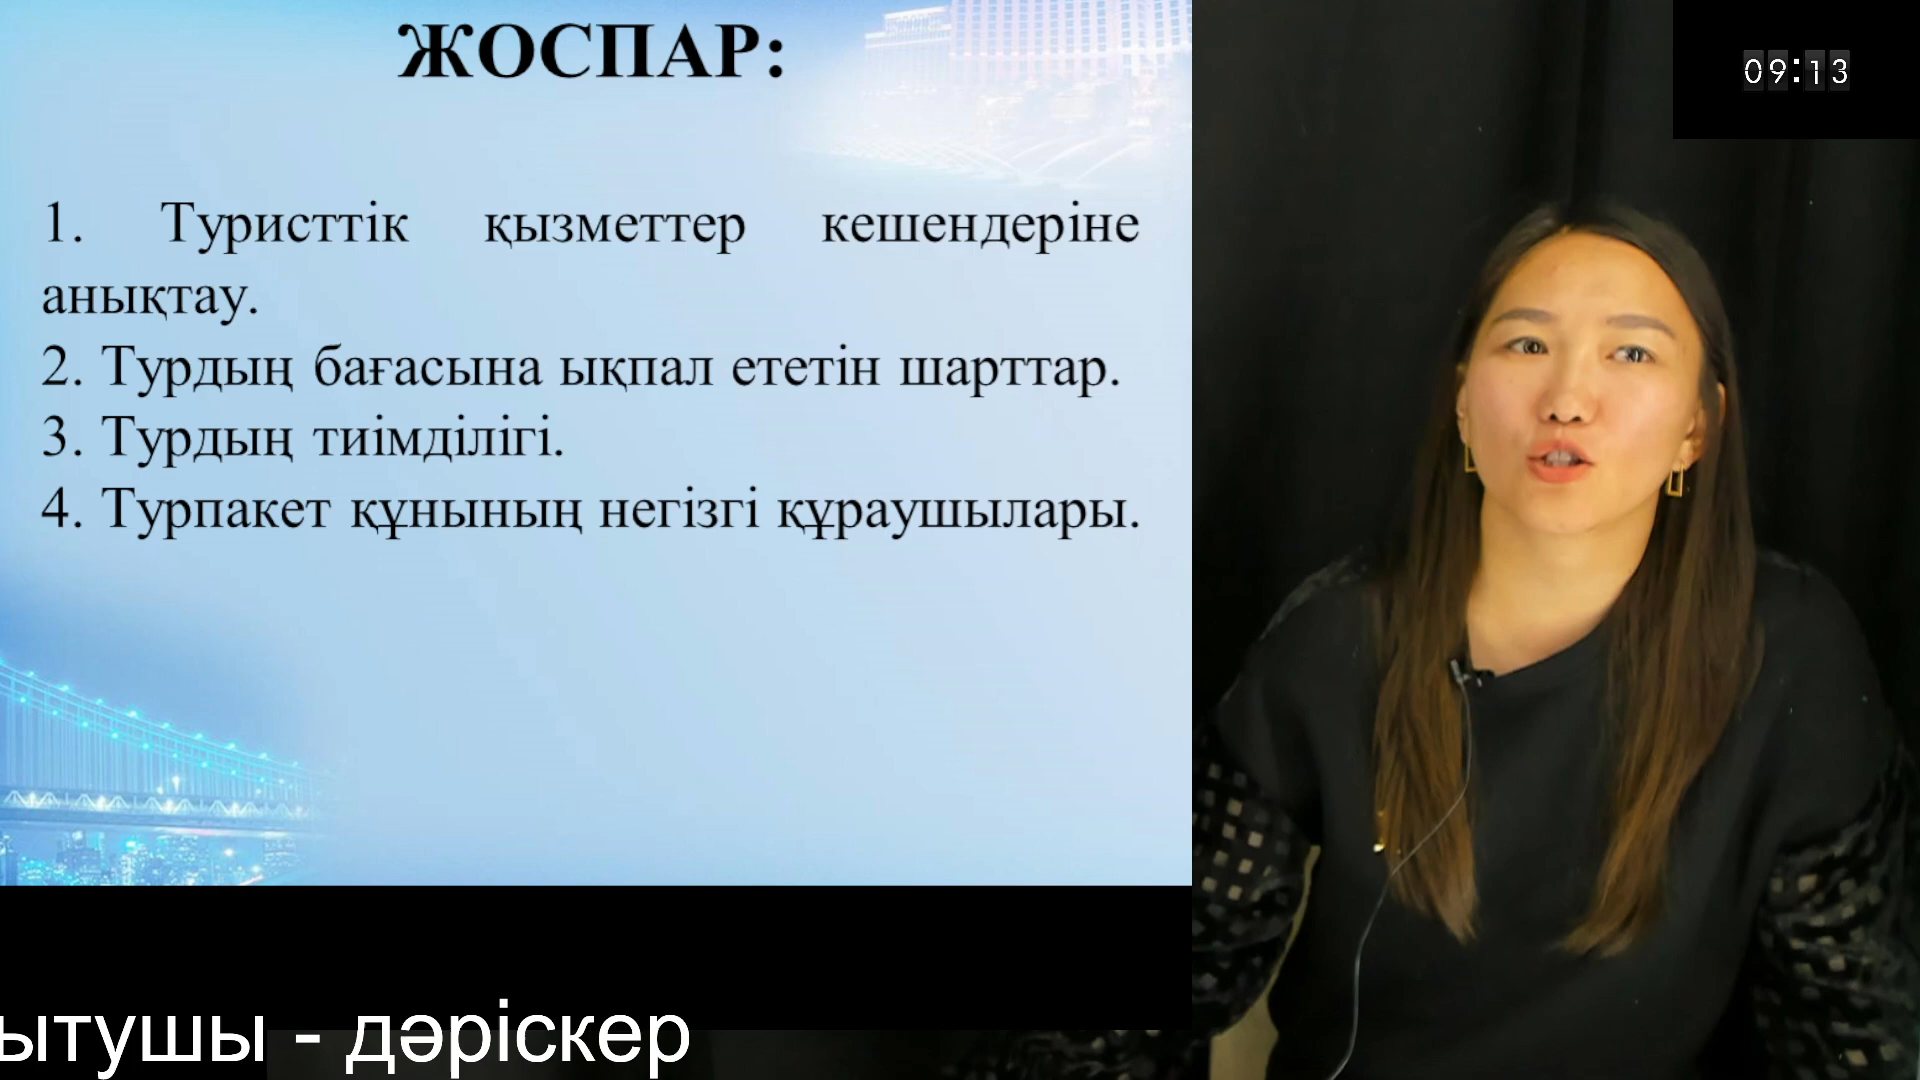 ЖОСПАР:
09:13
1. Туристтік қызметтер кешендеріне
анықтау.
2. Турдың бағасына ықпал ететін шарттар.
3. Турдың тиімділігі.
4. Турпакет құнының негізгі құраушылары.
ытушы - дәріскер